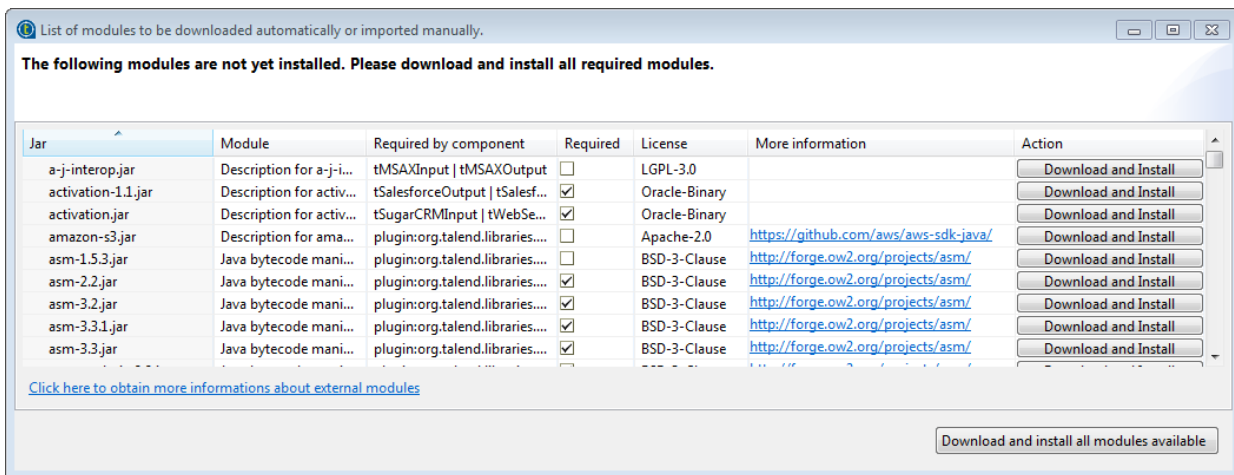 List of modules to be downloaded automatically or imported manually.
The following modules are not yet installed. Please download and install all required modules.
Jar Module Required by component Required License More information Action
a-j-interop.jar Description for a-j-i... tMSAXInput | tMSAXOutput LGPL-3.0 Download and Install
activation-1.1.jar Description for activ... tSalesforceOutput | tSalesf... Oracle-Binary Download and Install
activation.jar Description for activ... tSugarCRMInput | tWebSe... Oracle-Binary Download and Install
amazon-s3.jar Description for ama... plugin:org.talend.libraries.... Apache-2.0 https://github.com/aws/aws-sdk-java/ Download and Install
asm-1.5.3.jar Java bytecode mani... plugin:org.talend.libraries.... BSD-3-Clause http://forge.ow2.org/projects/asm/ Download and Install
asm-2.2.jar Java bytecode mani... plugin:org.talend.libraries.... BSD-3-Clause http://forge.ow2.org/projects/asm/ Download and Install
asm-3.2.jar Java bytecode mani... plugin:org.talend.libraries.... BSD-3-Clause http://forge.ow2.org/projects/asm/ Download and Install
asm-3.3.1.jar Java bytecode mani... plugin:org.talend.libraries.... BSD-3-Clause http://forge.ow2.org/projects/asm/ Download and Install
asm-3.3.jar Java bytecode mani... plugin:org.talend.libraries.... BSD-3-Clause http://forge.ow2.org/projects/asm/ Download and Install
Click here to obtain more informations about external modules
Download and install all modules available